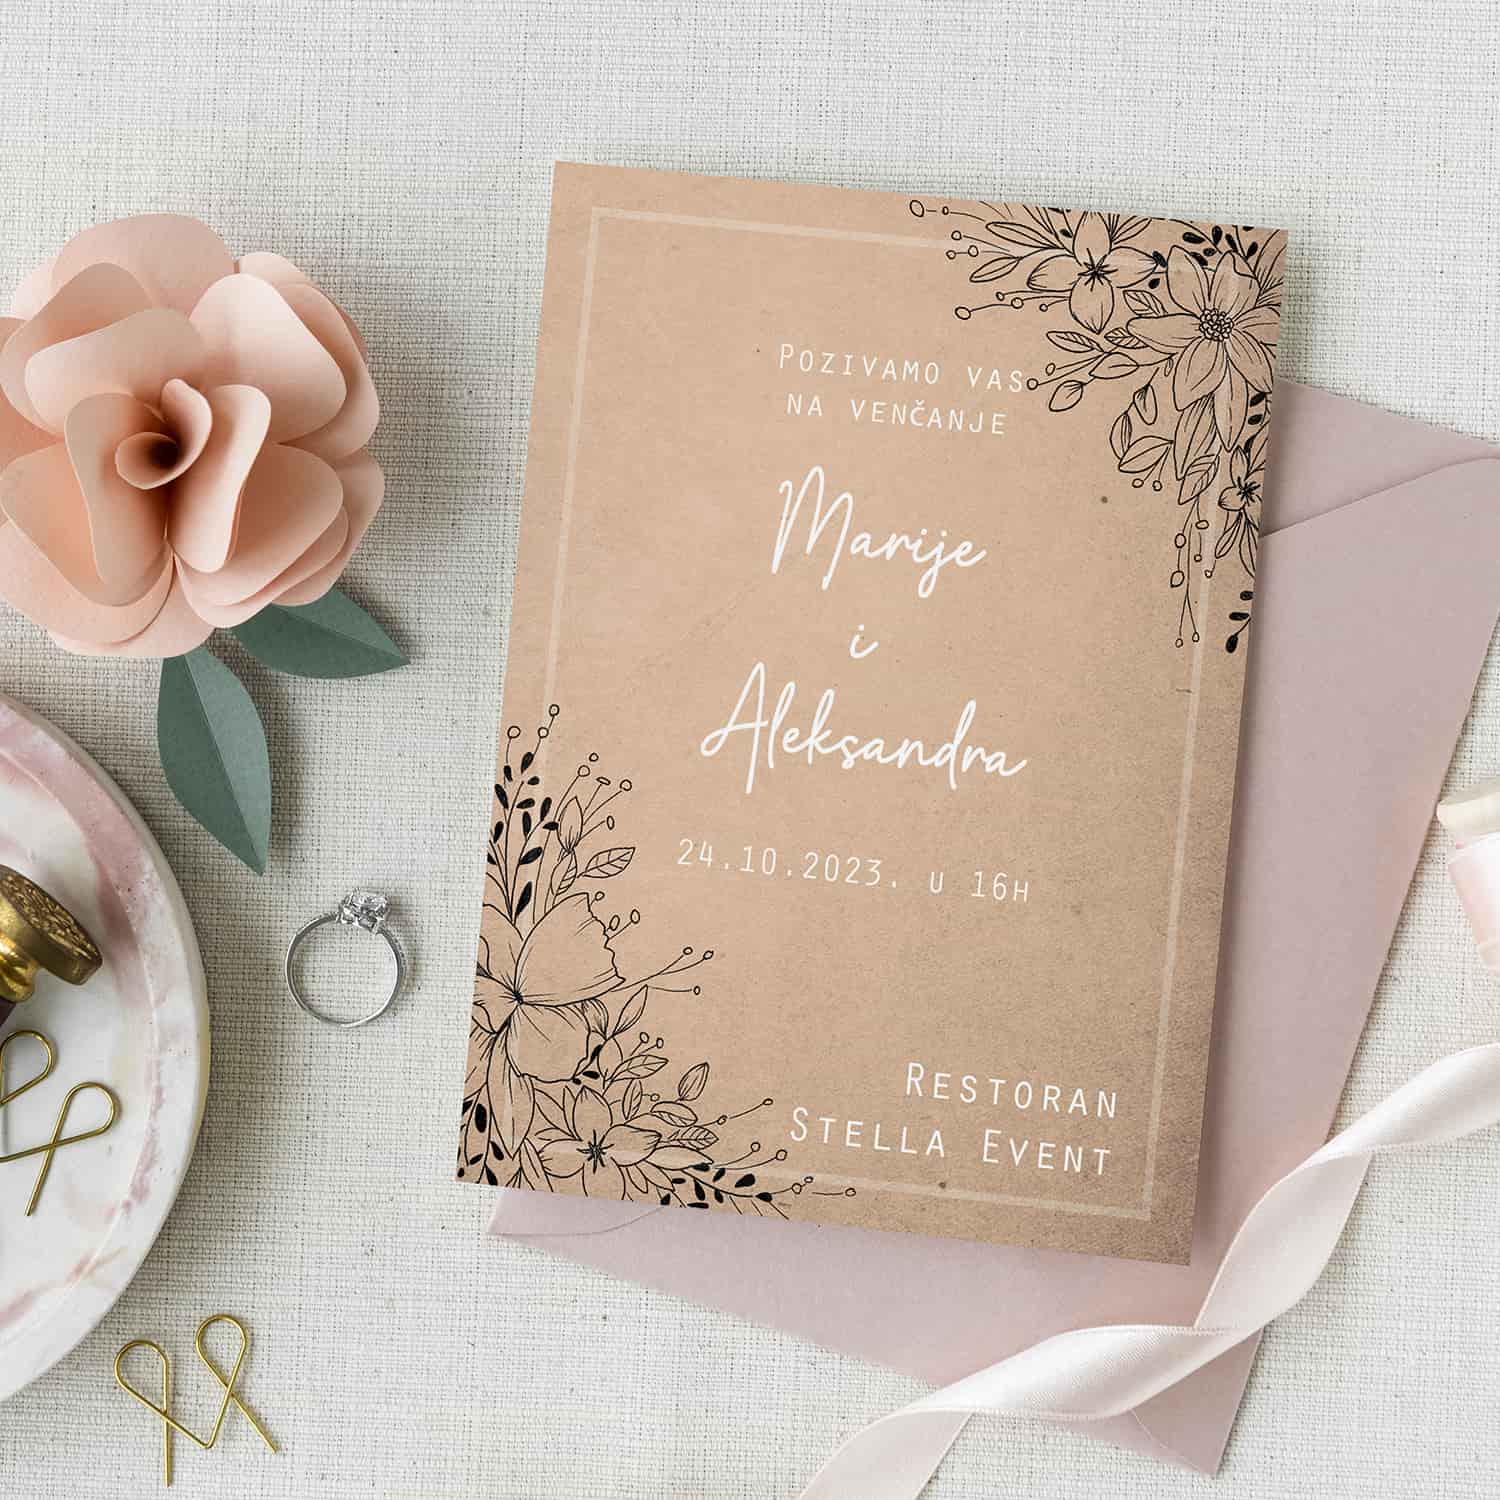 Pozivamo vas
na venčanje
Marije
i
Aleksandra
24.10.2023. u 16h
Restoran
Stella Event